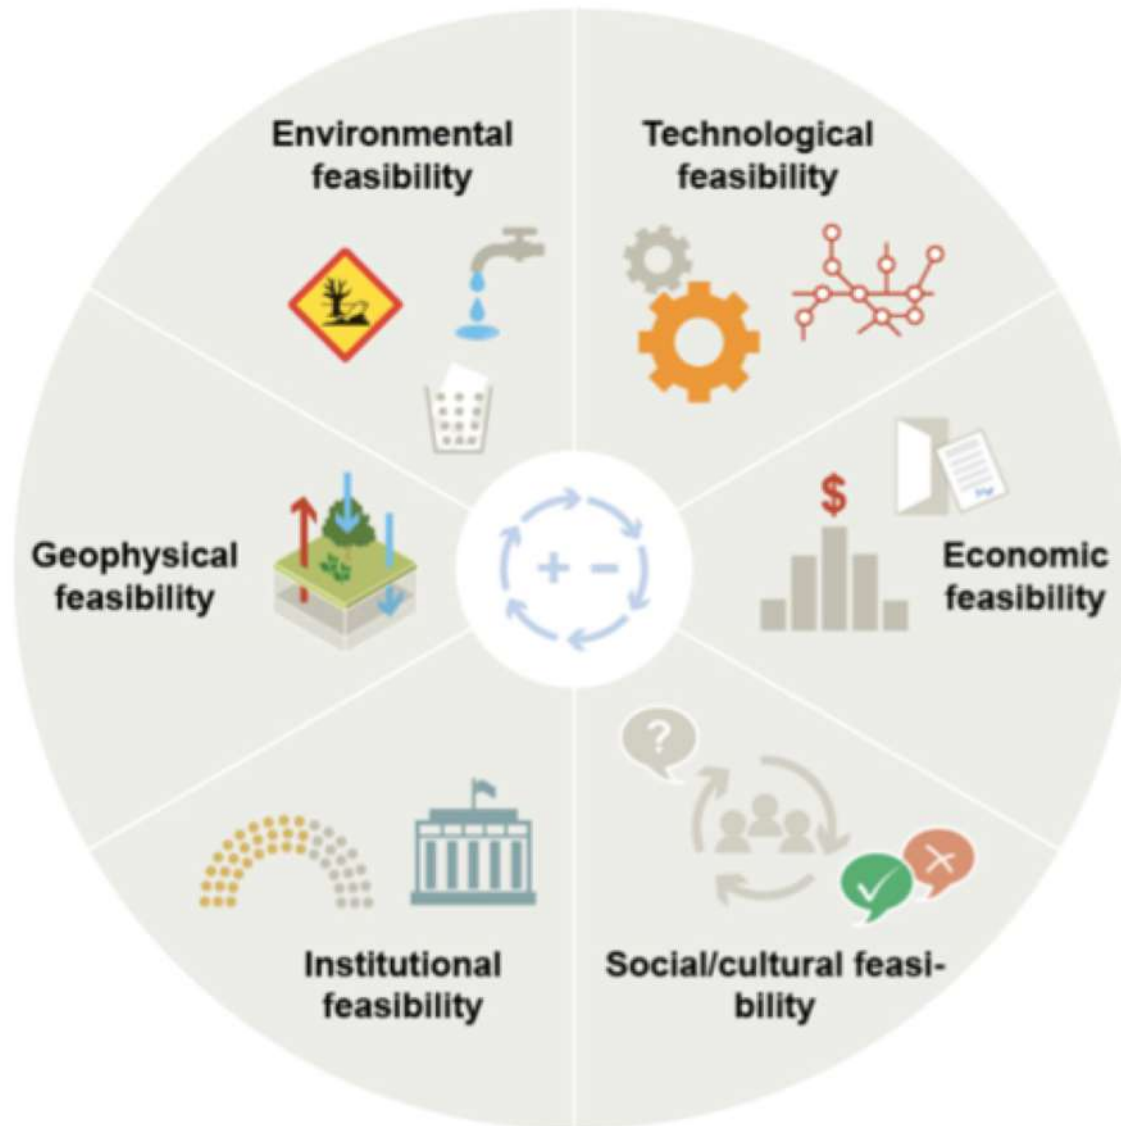 Environmental
feasibility
Technological
feasibility
$
Geophysical
feasibility
+ −
Economic
feasibility
?
Institutional
feasibility
Social/cultural feasi-
bility